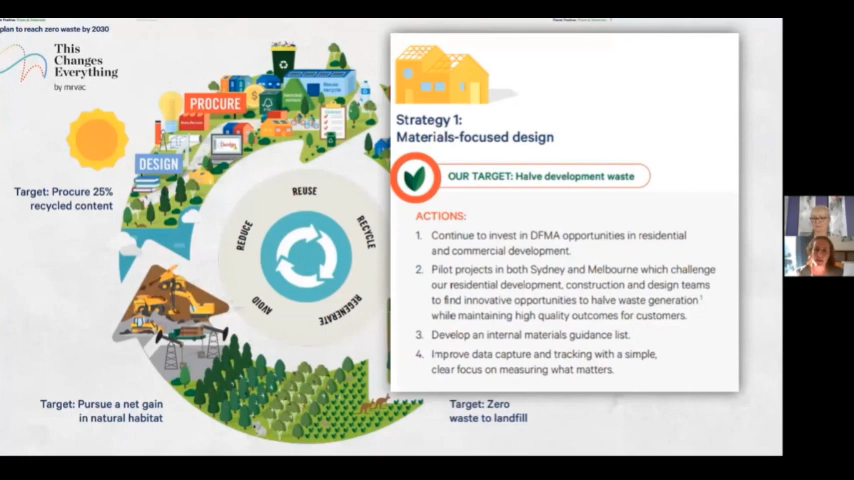 plan to reach zero waste by 2030
This
Changes
Everything
by mirvac
PROCURE
DESIGN
Target: Procure 25%
recycled content
REUSE
REDUCE
RECYCLE
AVOID
REGENERATE
Target: Pursue a net gain
in natural habitat
Target: Zero
waste to landfill
Strategy 1:
Materials-focused design
OUR TARGET: Halve development waste
ACTIONS:
1. Continue to invest in DFMA opportunities in residential
and commercial development.
2. Pilot projects in both Sydney and Melbourne which challenge
our residential development, construction and design teams
to find innovative opportunities to halve waste generation¹
while maintaining high quality outcomes for customers.
3. Develop an internal materials guidance list.
4. Improve data capture and tracking with a simple,
clear focus on measuring what matters.